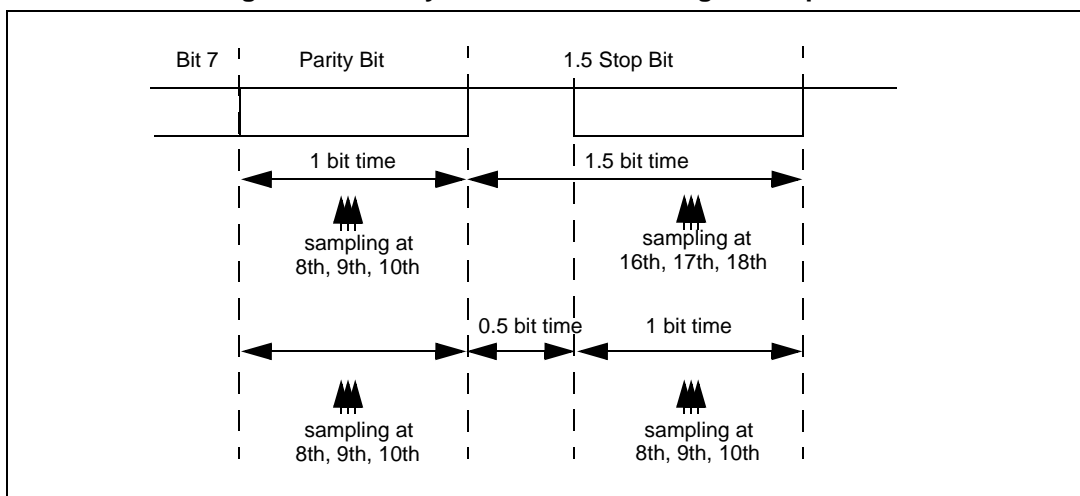 Bit 7 Parity Bit 1.5 Stop Bit
1 bit time 1.5 bit time
sampling at
8th, 9th, 10th
sampling at
16th, 17th, 18th
0.5 bit time 1 bit time
sampling at
8th, 9th, 10th
sampling at
8th, 9th, 10th